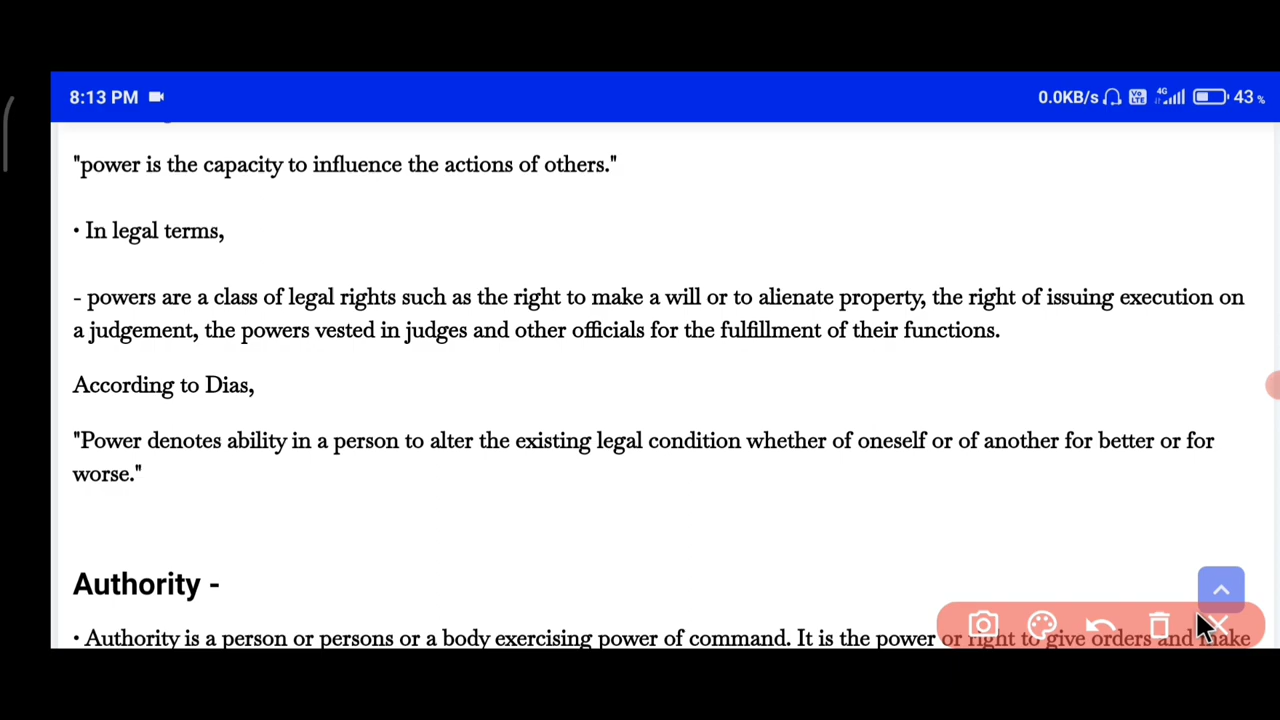 8:13 PM
0.0KB/s Vo LTE 4G 43 %
"power is the capacity to influence the actions of others."
• In legal terms,
- powers are a class of legal rights such as the right to make a will or to alienate property, the right of issuing execution on
a judgement, the powers vested in judges and other officials for the fulfillment of their functions.
According to Dias,
"Power denotes ability in a person to alter the existing legal condition whether of oneself or of another for better or for
worse."
Authority -
• Authority is a person or persons or a body exercising power of command. It is the power or right to give orders and make